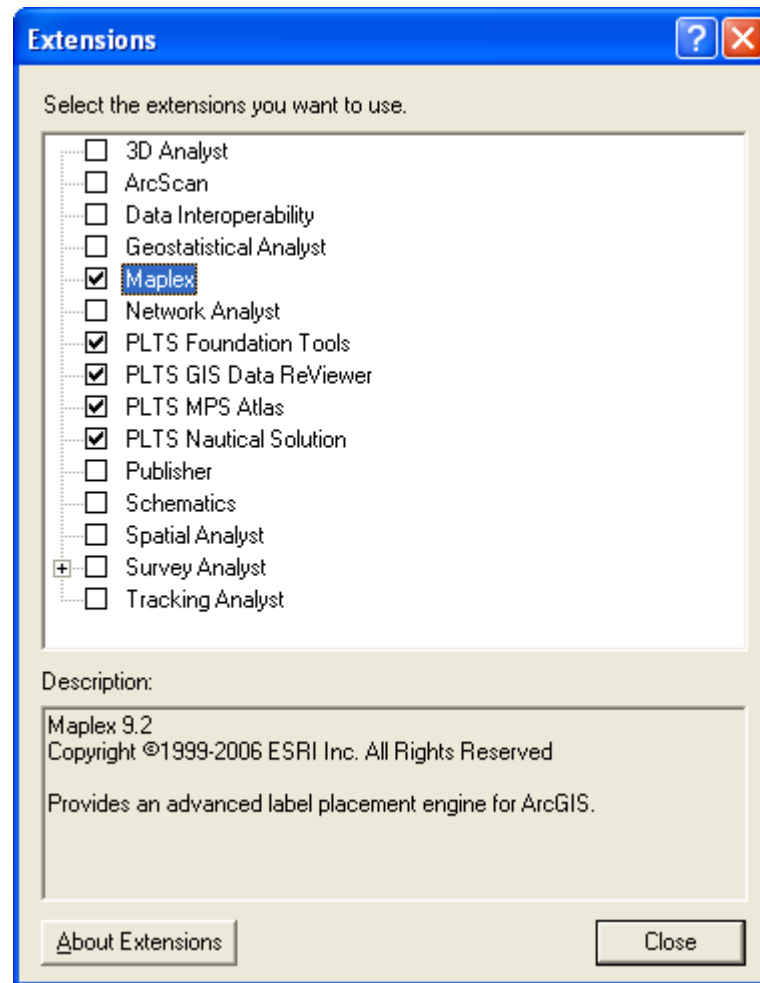 Extensions
Select the extensions you want to use.
3D Analyst
ArcScan
Data Interoperability
Geostatistical Analyst
Maplex
Network Analyst
PLTS Foundation Tools
PLTS GIS Data ReViewer
PLTS MPS Atlas
PLTS Nautical Solution
Publisher
Schematics
Spatial Analyst
Survey Analyst
Tracking Analyst
Description:
Maplex 9.2
Copyright ©1999-2006 ESRI Inc. All Rights Reserved
Provides an advanced label placement engine for ArcGIS.
About Extensions
Close